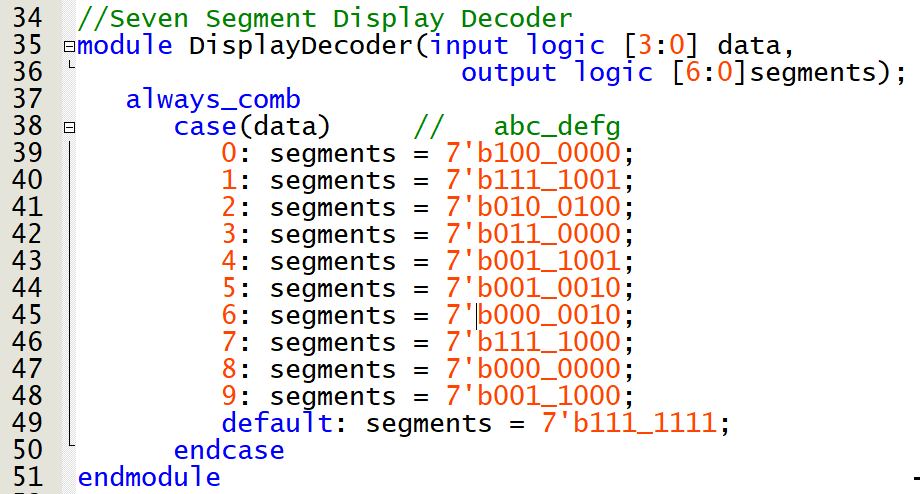 34 //Seven Segment Display Decoder
35 module DisplayDecoder(input logic [3:0] data,
36                         output logic [6:0]segments);
37    always_comb
38       case(data)     //   abc_defg
39          0: segments = 7'b100_0000;
40          1: segments = 7'b111_1001;
41          2: segments = 7'b010_0100;
42          3: segments = 7'b011_0000;
43          4: segments = 7'b001_1001;
44          5: segments = 7'b001_0010;
45          6: segments = 7'b000_0010;
46          7: segments = 7'b111_1000;
47          8: segments = 7'b000_0000;
48          9: segments = 7'b001_1000;
49          default: segments = 7'b111_1111;
50       endcase
51 endmodule